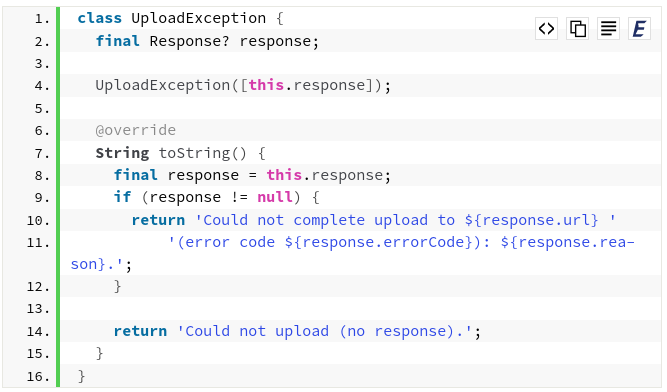 1. class UploadException {
2.   final Response? response;
3.
4.   UploadException([this.response]);
5.
6.   @override
7.   String toString() {
8.     final response = this.response;
9.     if (response != null) {
10.       return 'Could not complete upload to ${response.url} '
11.           '(error code ${response.errorCode}): ${response.rea-
son}.';
12.     }
13.
14.     return 'Could not upload (no response).';
15.   }
16. }